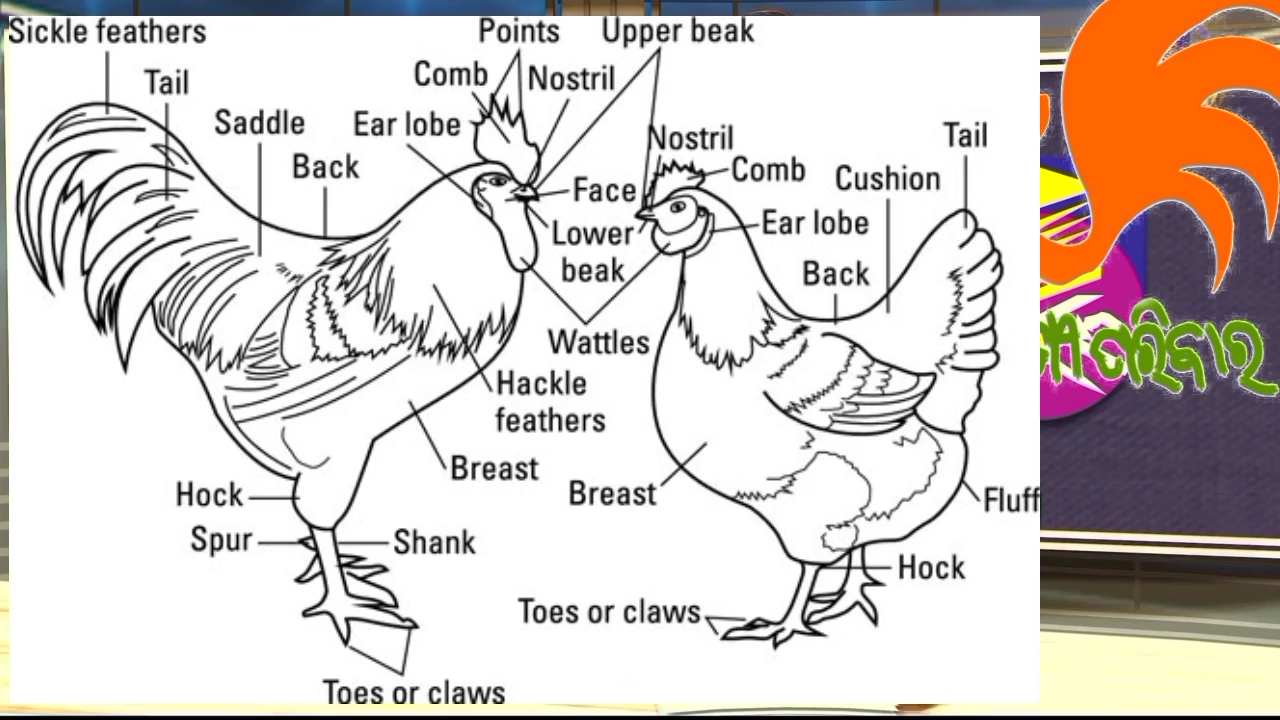 Sickle feathers
Points
Upper beak
Tail
Comb
Nostril
Saddle
Ear lobe
Back
Nostril
Tail
Comb
Cushion
Face
Ear lobe
Lower
beak
Back
Wattles
Hackle
feathers
Breast
Breast
Hock
Fluff
Spur
Shank
Hock
Toes or claws
Toes or claws
ପରିବାର